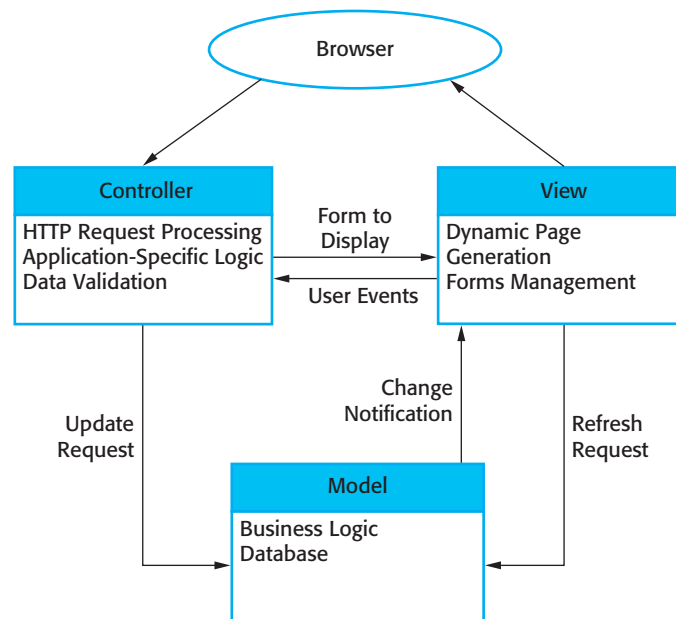 Browser
Controller
HTTP Request Processing
Application-Specific Logic
Data Validation
Form to
Display
User Events
View
Dynamic Page
Generation
Forms Management
Update
Request
Change
Notification
Refresh
Request
Model
Business Logic
Database